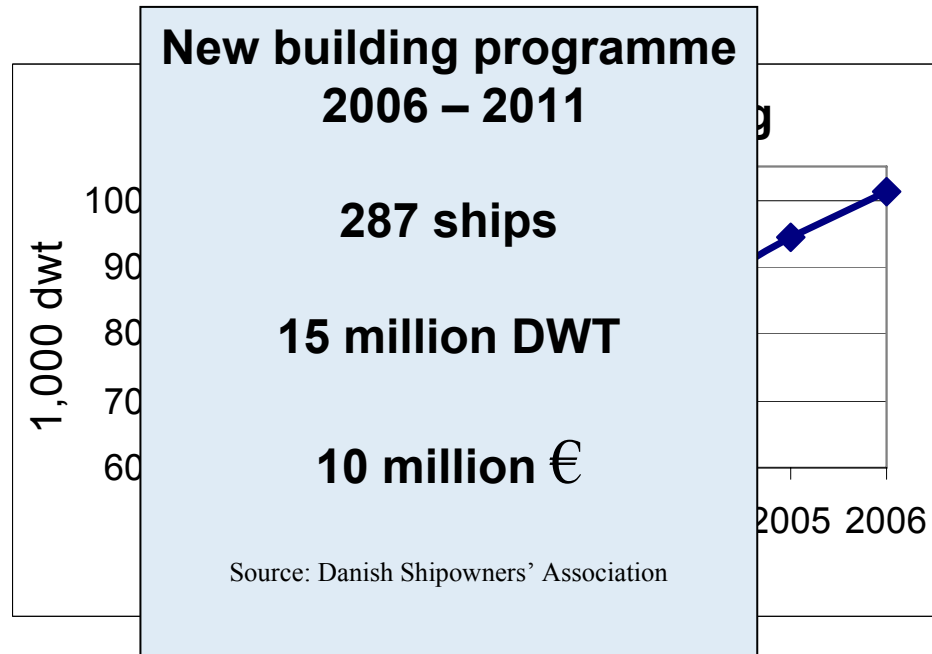 New building programme
2006 – 2011
g
287 ships
15 million DWT
10 million €
Source: Danish Shipowners’ Association
1,000 dwt
100
90
80
70
60
2005 2006